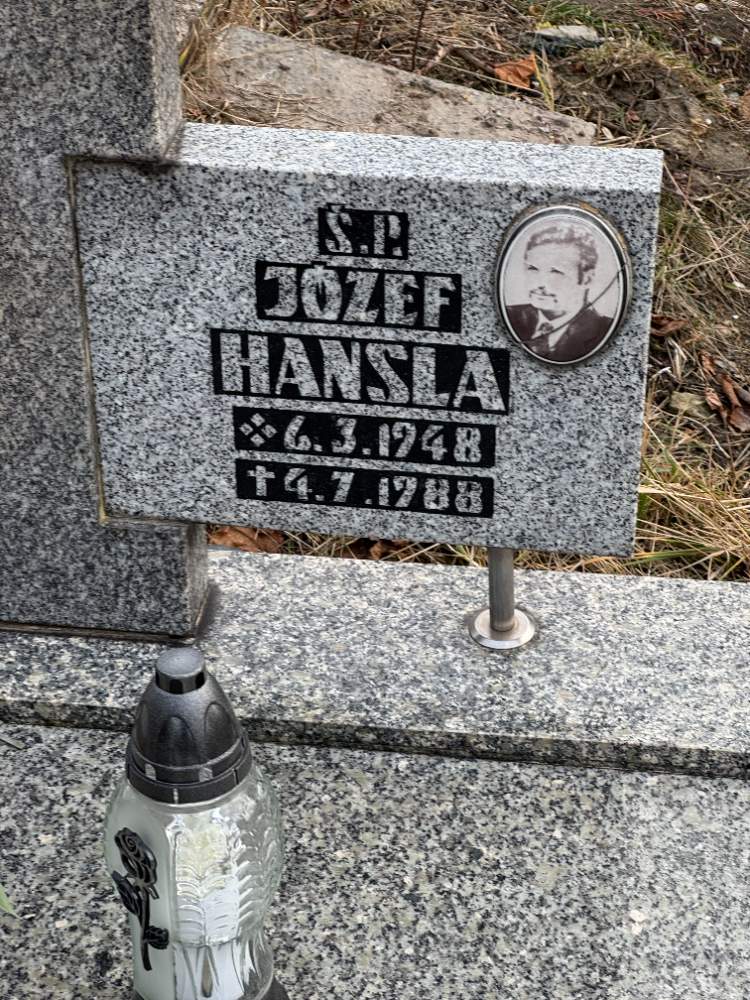 Ś.P.
JÓZEF
HANSLA
6.3.1948
† 4.7.1988